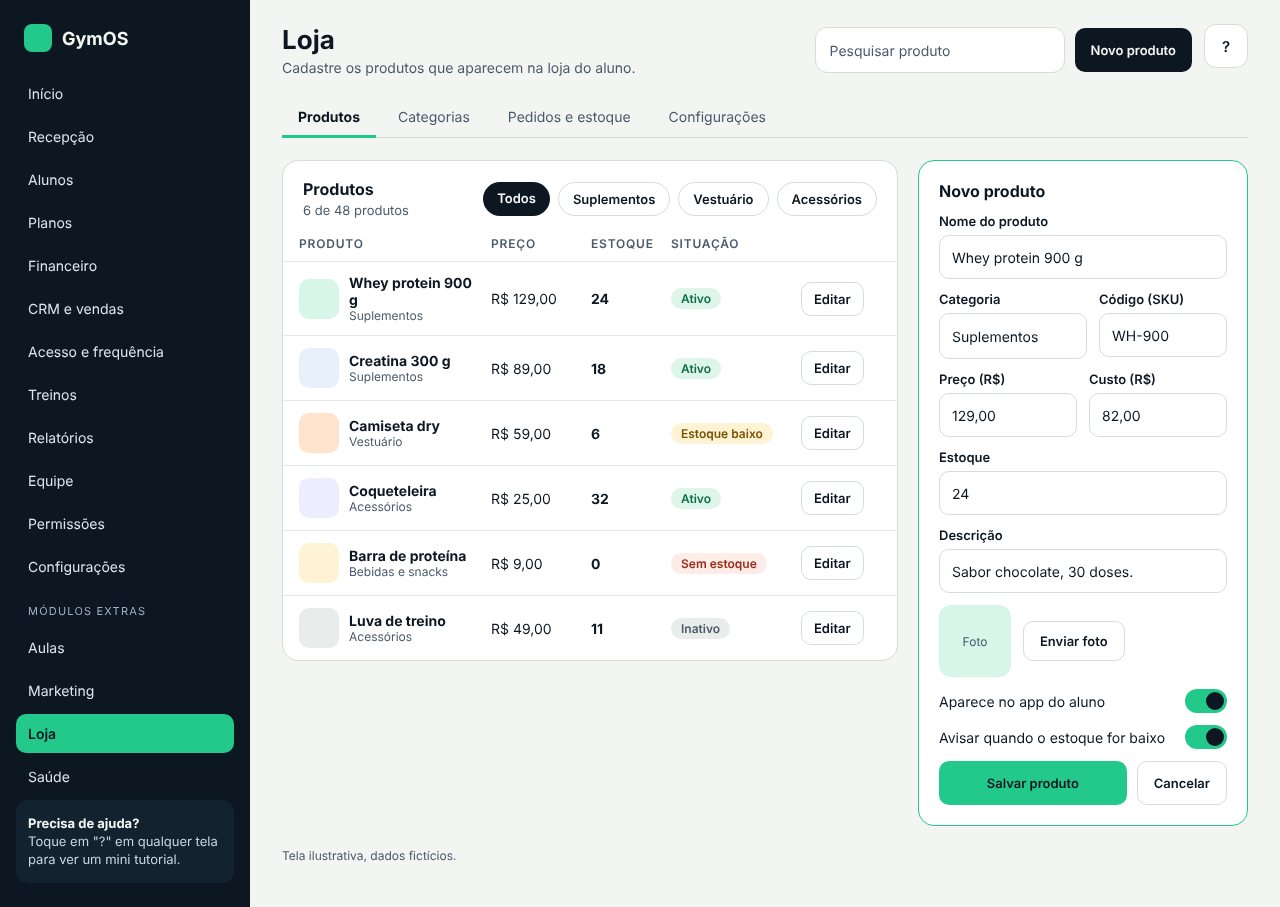 GymOS
Início
Recepção
Alunos
Planos
Financeiro
CRM e vendas
Acesso e frequência
Treinos
Relatórios
Equipe
Permissões
Configurações
MÓDULOS EXTRAS
Aulas
Marketing
Loja
Saúde
Precisa de ajuda?
Toque em "?" em qualquer tela
para ver um mini tutorial.
Loja
Cadastre os produtos que aparecem na loja do aluno.
Pesquisar produto
Novo produto
?
Produtos Categorias Pedidos e estoque Configurações
Produtos
6 de 48 produtos
Todos Suplementos Vestuário Acessórios
PRODUTO PREÇO ESTOQUE SITUAÇÃO
Whey protein 900
g
Suplementos
R$ 129,00 24 Ativo Editar
Creatina 300 g
Suplementos
R$ 89,00 18 Ativo Editar
Camiseta dry
Vestuário
R$ 59,00 6 Estoque baixo Editar
Coqueteleira
Acessórios
R$ 25,00 32 Ativo Editar
Barra de proteína
Bebidas e snacks
R$ 9,00 0 Sem estoque Editar
Luva de treino
Acessórios
R$ 49,00 11 Inativo Editar
Novo produto
Nome do produto
Whey protein 900 g
Categoria Código (SKU)
Suplementos WH-900
Preço (R$) Custo (R$)
129,00 82,00
Estoque
24
Descrição
Sabor chocolate, 30 doses.
Foto Enviar foto
Aparece no app do aluno
Avisar quando o estoque for baixo
Salvar produto Cancelar
Tela ilustrativa, dados fictícios.